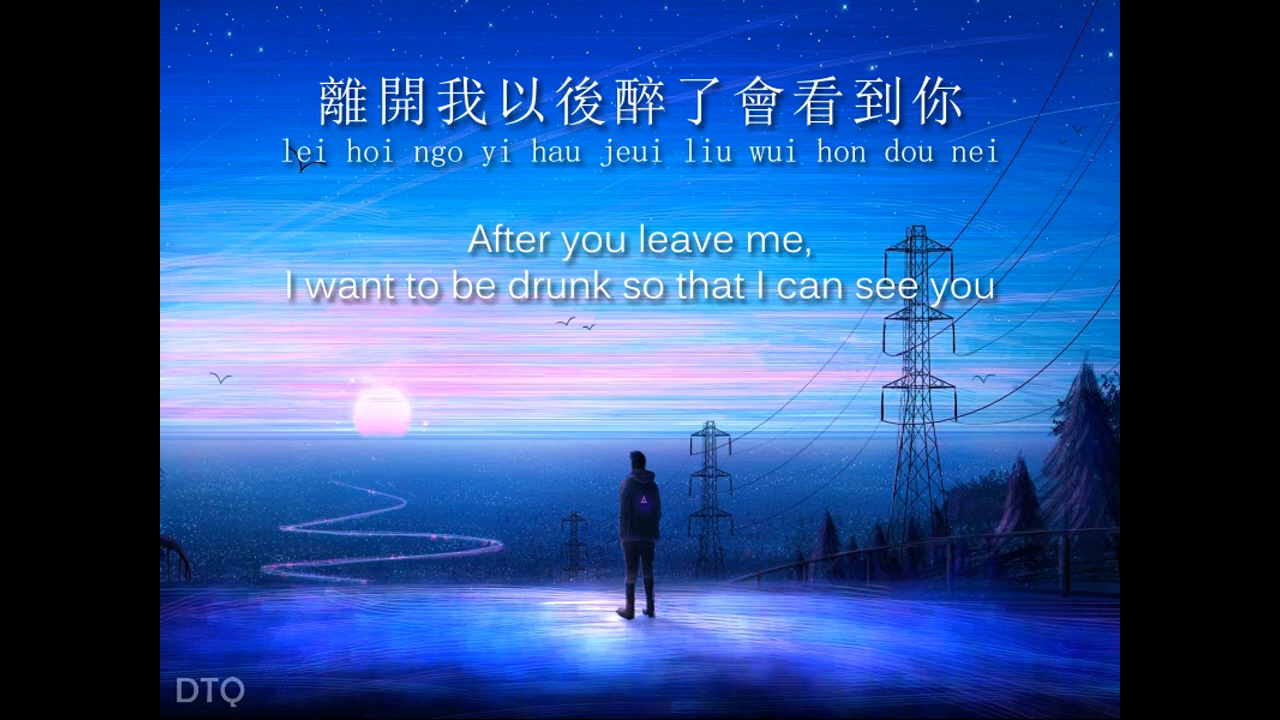 離開我以後醉了會看到你
lei hoi ngo yi hau jeui liu wui hon dou nei
After you leave me,
I want to be drunk so that I can see you
DTQ